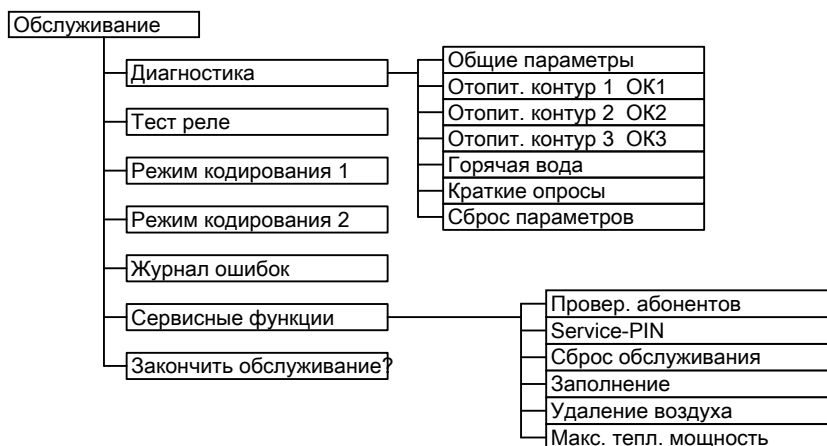 Обслуживание
Диагностика
Общие параметры
Отопит. контур 1 ОК1
Отопит. контур 2 ОК2
Отопит. контур 3 ОК3
Горячая вода
Краткие опросы
Сброс параметров
Тест реле
Режим кодирования 1
Режим кодирования 2
Журнал ошибок
Сервисные функции
Провер. абонентов
Service-PIN
Сброс обслуживания
Заполнение
Удаление воздуха
Макс. тепл. мощность
Закончить обслуживание?